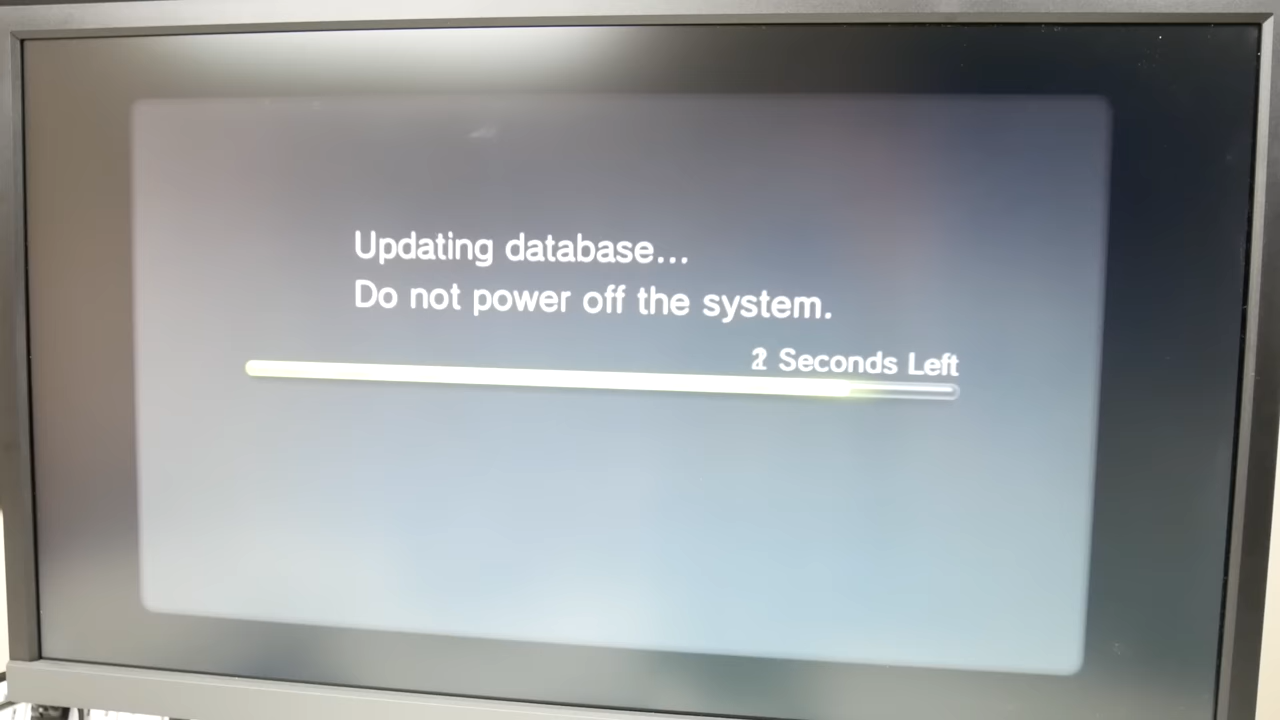 Updating database...
Do not power off the system.
Seconds Left